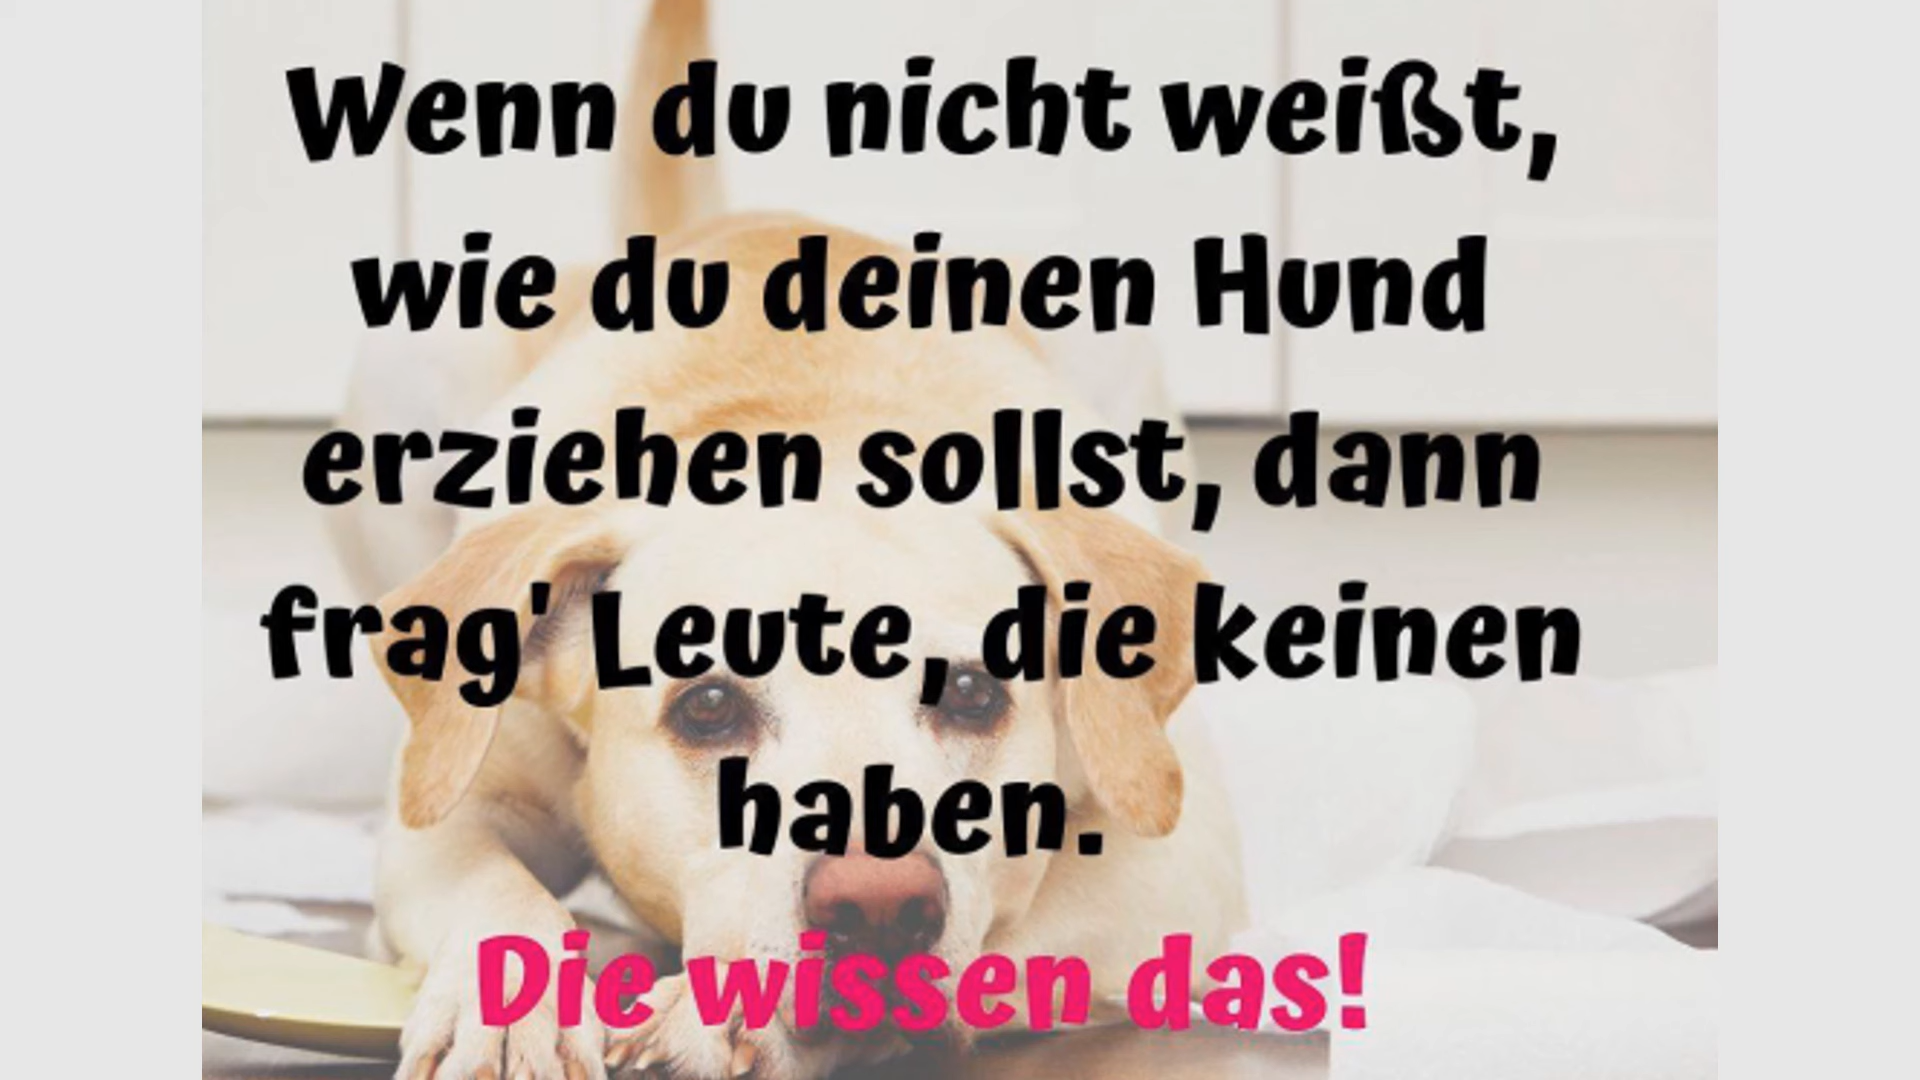 Wenn du nicht weißt,
wie du deinen Hund
erziehen sollst, dann
frag' Leute, die keinen
haben.
Die wissen das!